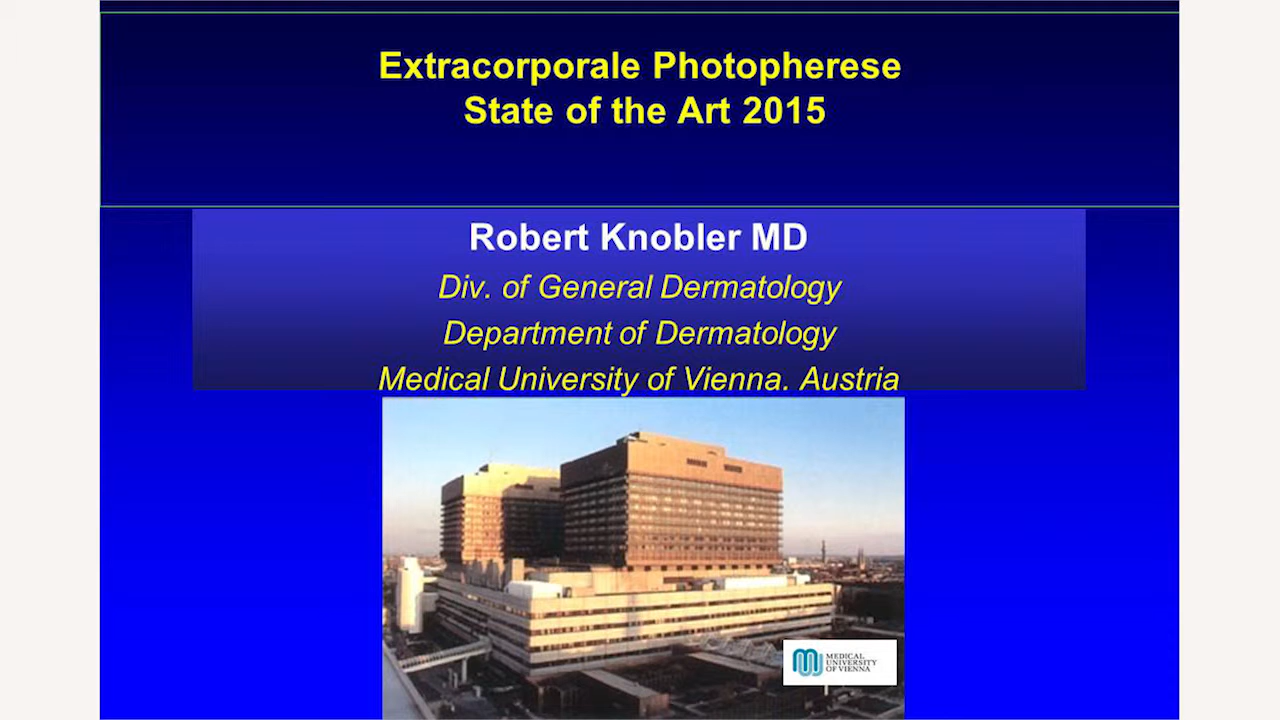 Extracorporale Photopherese
State of the Art 2015
Robert Knobler MD
Div. of General Dermatology
Department of Dermatology
Medical University of Vienna. Austria
MEDICAL
UNIVERSITY
OF VIENNA